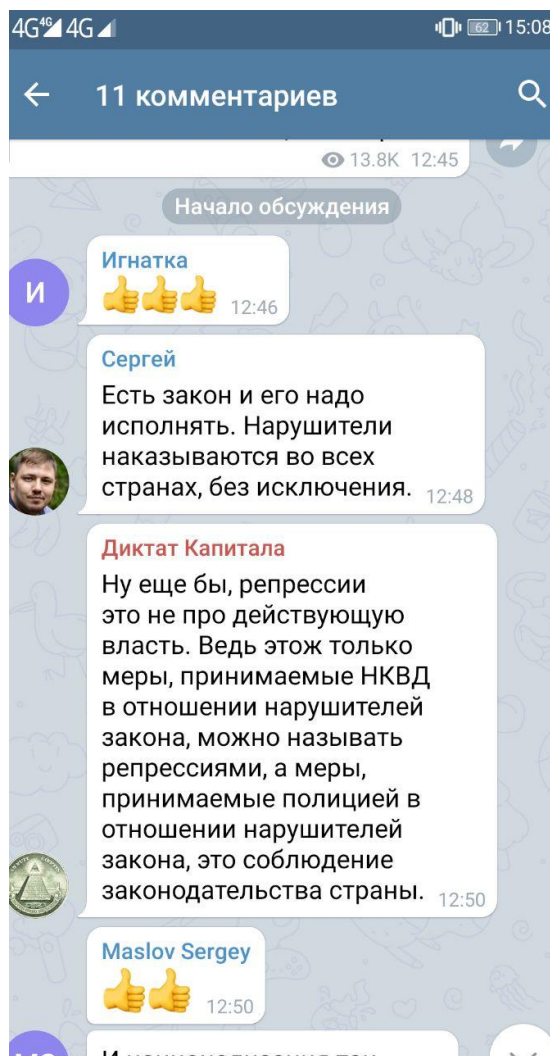 4G 4G 4G 62 15:08
11 комментариев
13.8K 12:45
Начало обсуждения
Игнатка
И
12:46
Сергей
Есть закон и его надо
исполнять. Нарушители
наказываются во всех
странах, без исключения. 12:48
Диктат Капитала
Ну еще бы, репрессии
это не про действующую
власть. Ведь этож только
меры, принимаемые НКВД
в отношении нарушителей
закона, можно называть
репрессиями, а меры,
принимаемые полицией в
отношении нарушителей
закона, это соблюдение
законодательства страны. 12:50
Maslov Sergey
12:50